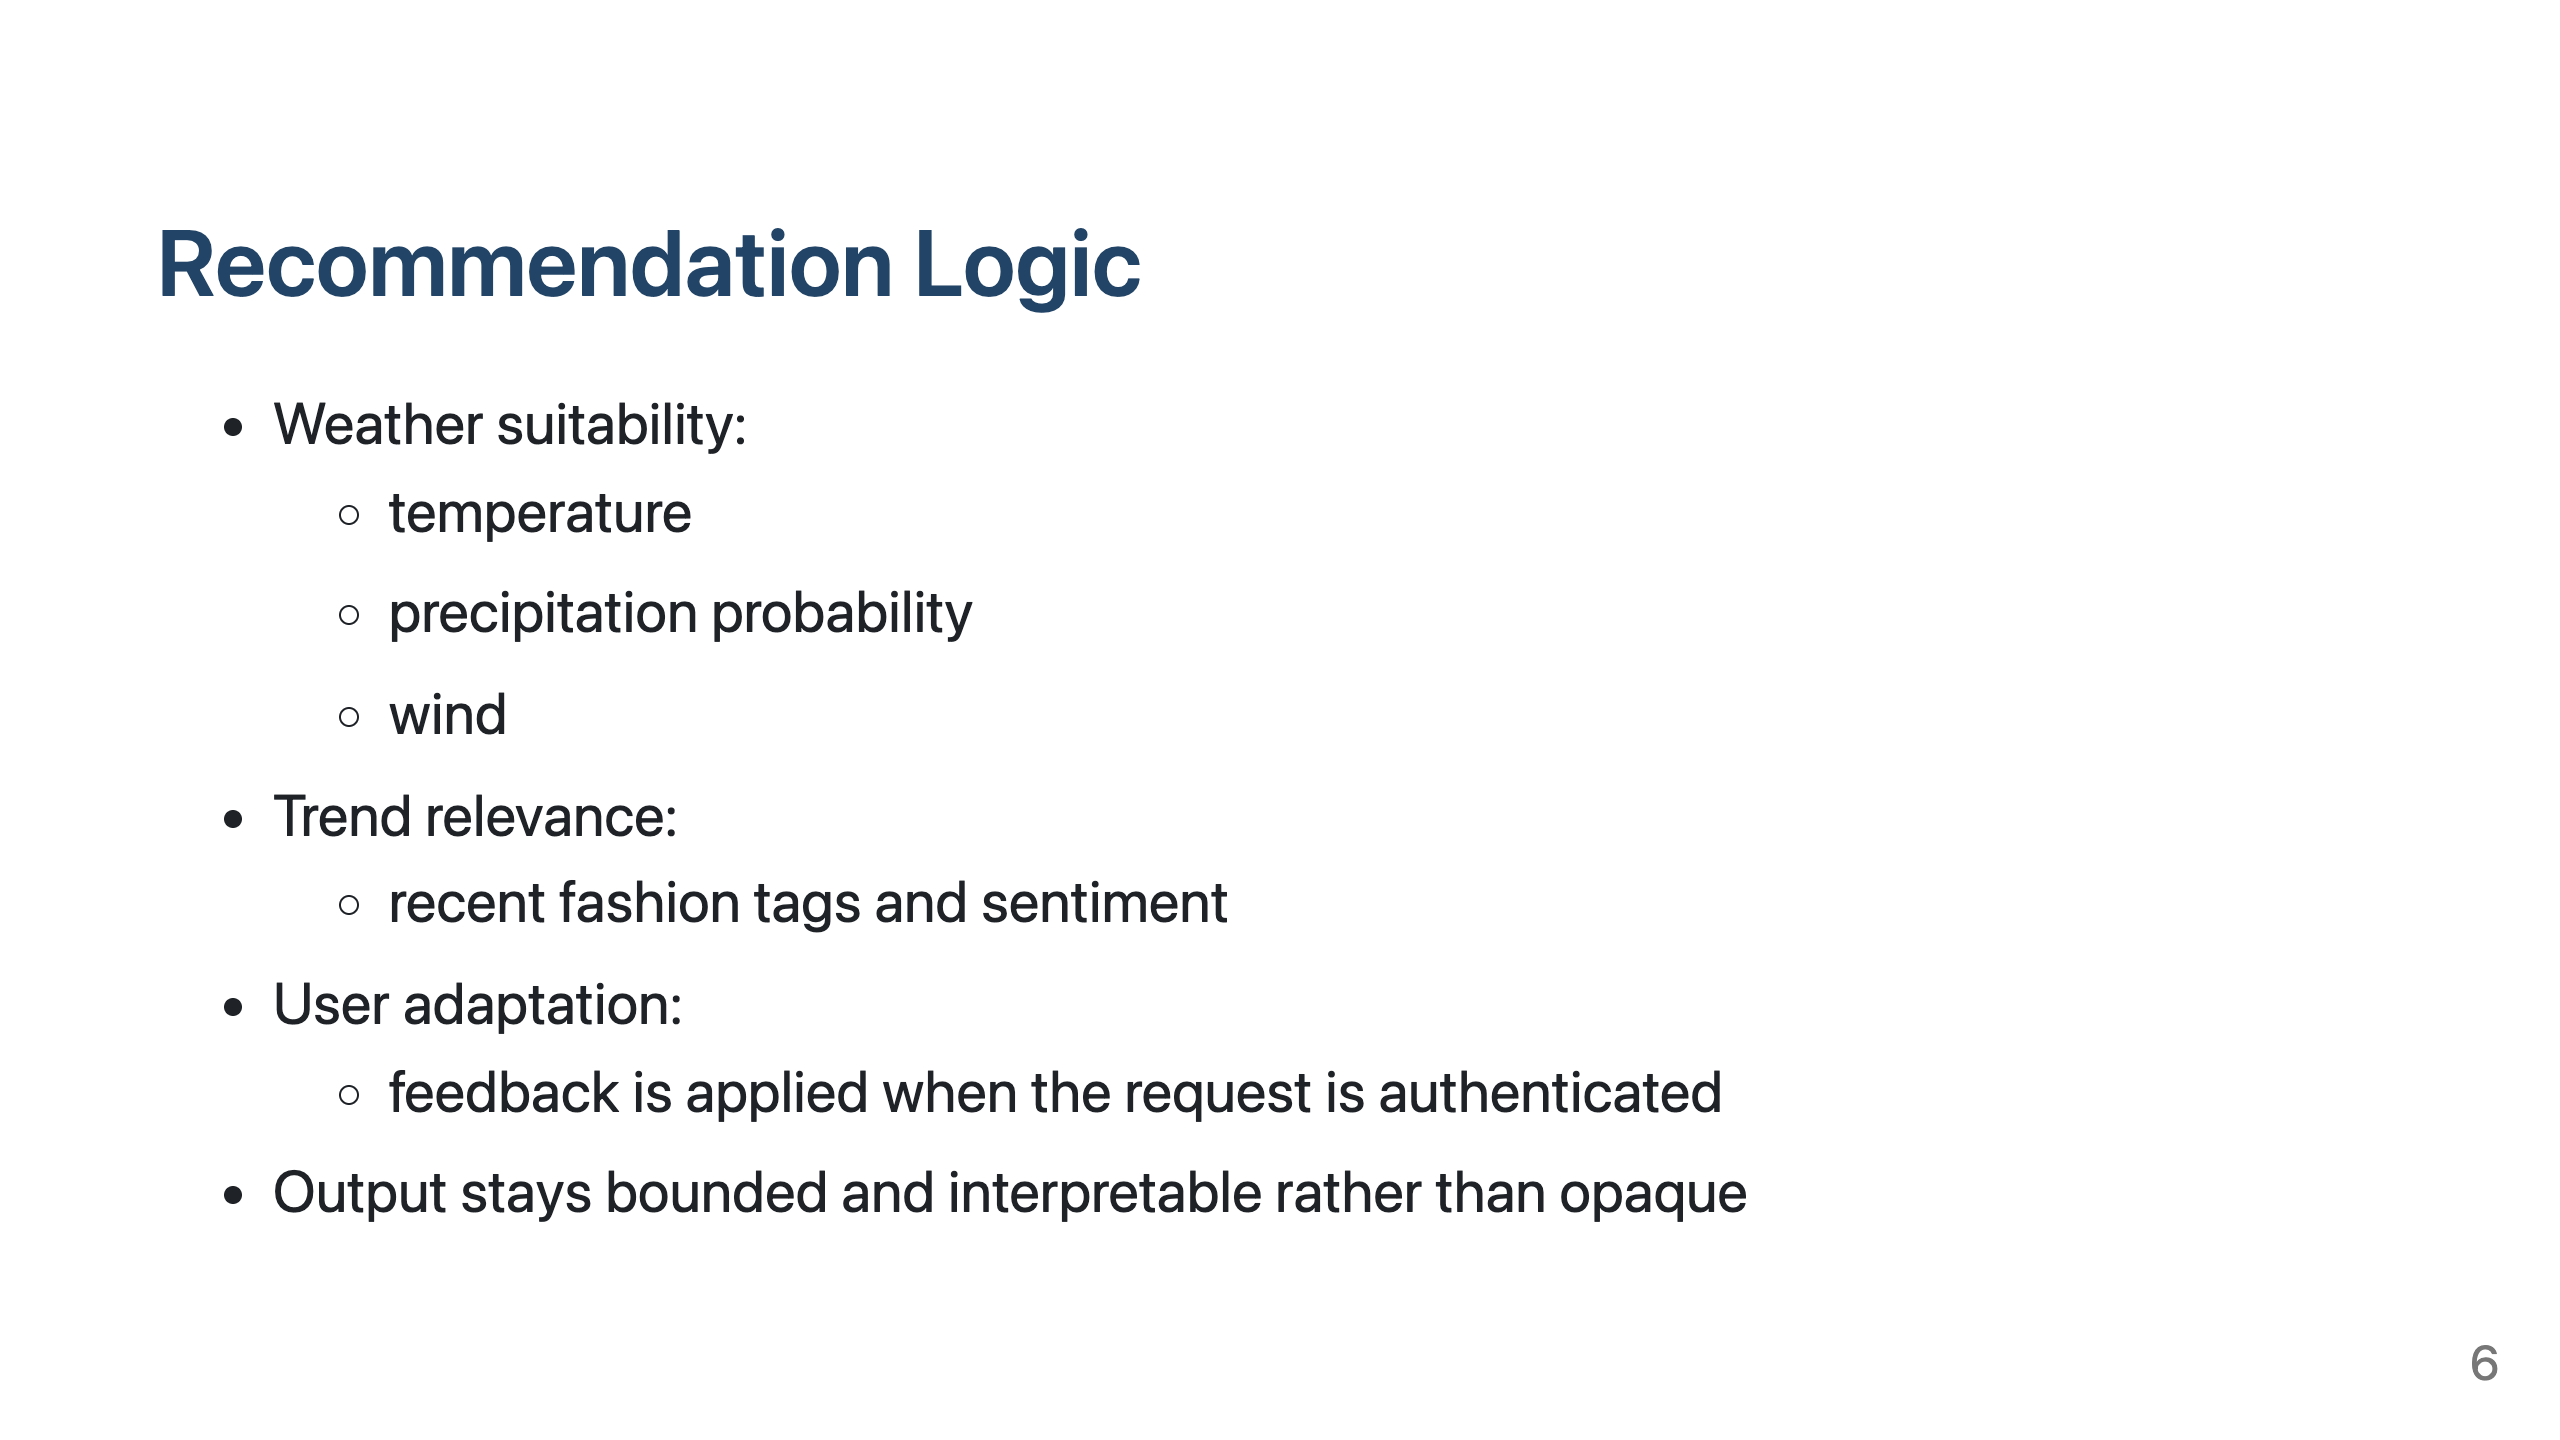 Recommendation Logic
• Weather suitability:
○ temperature
○ precipitation probability
○ wind
• Trend relevance:
○ recent fashion tags and sentiment
• User adaptation:
○ feedback is applied when the request is authenticated
• Output stays bounded and interpretable rather than opaque
6